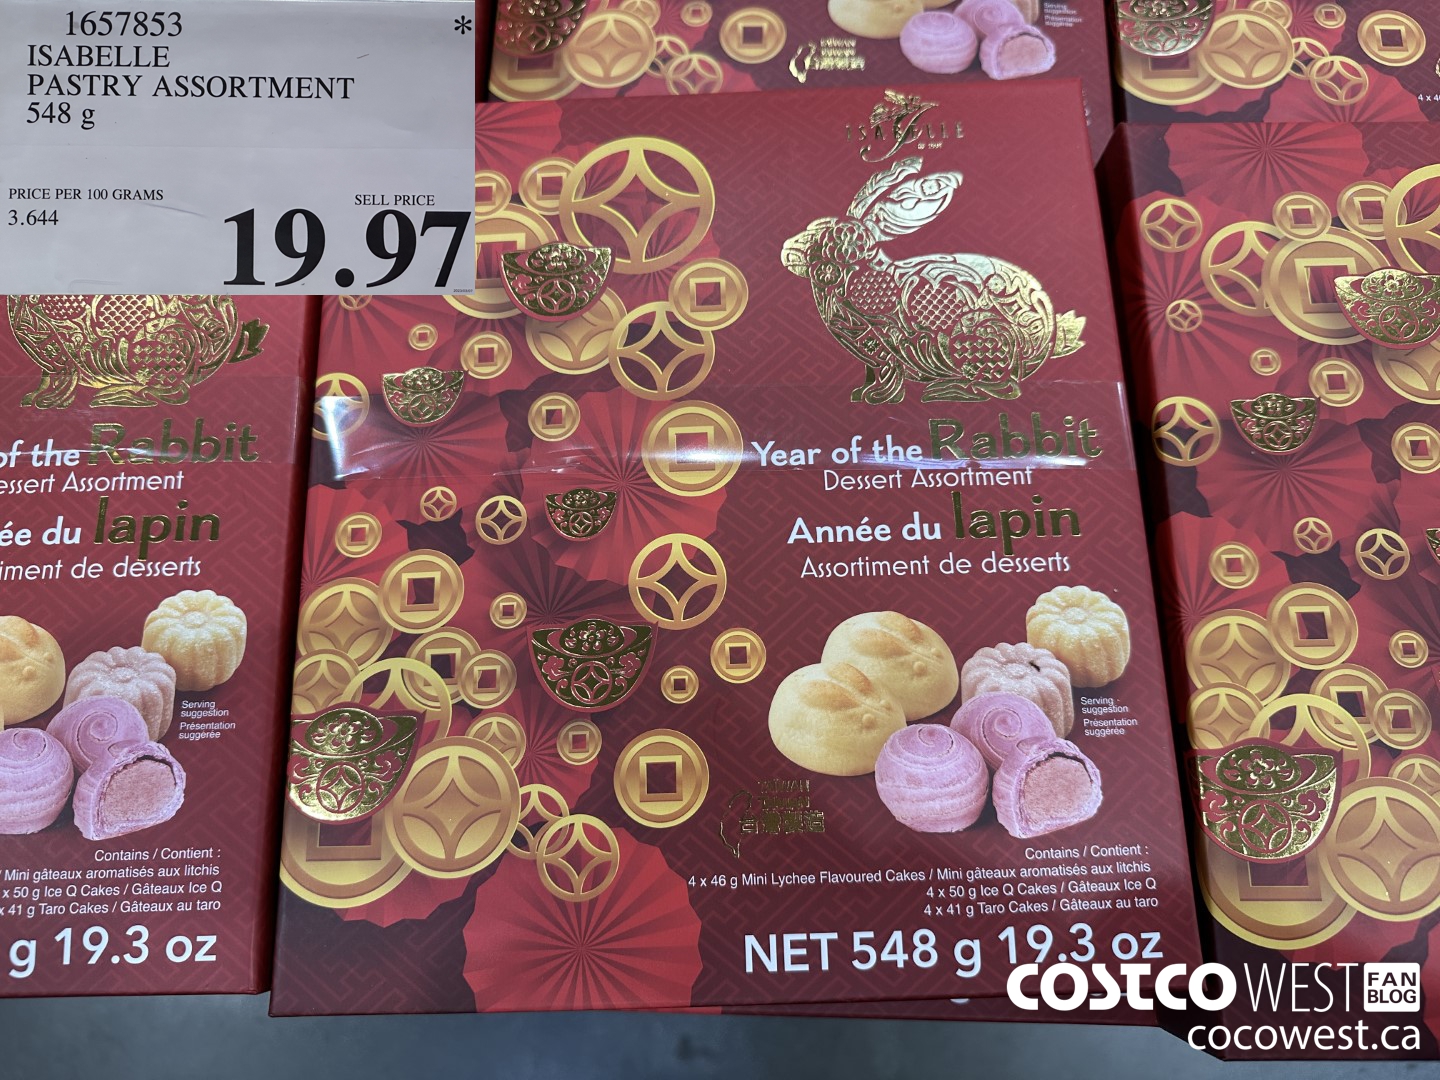 1657853 *
ISABELLE
PASTRY ASSORTMENT
548 g
PRICE PER 100 GRAMS
3.644
SELL PRICE
19.97
ISABELLE
Year of the Rabbit
Dessert Assortment
Année du lapin
Assortiment de desserts
Serving
suggestion
Présentation
suggérée
TAIWAN
Contains / Contient :
4 x 46 g Mini Lychee Flavoured Cakes / Mini gâteaux aromatisés aux litchis
4 x 50 g Ice Q Cakes / Gâteaux Ice Q
4 x 41 g Taro Cakes / Gâteaux au taro
NET 548 g 19.3 oz
of the Rabbit
essert Assortment
ée du lapin
iment de desserts
Serving
suggestion
Présentation
suggérée
Contains / Contient :
/ Mini gâteaux aromatisés aux litchis
x 50 g Ice Q Cakes / Gâteaux Ice Q
x 41 g Taro Cakes / Gâteaux au taro
g 19.3 oz
COSTCO WEST FAN BLOG
cocowest.ca